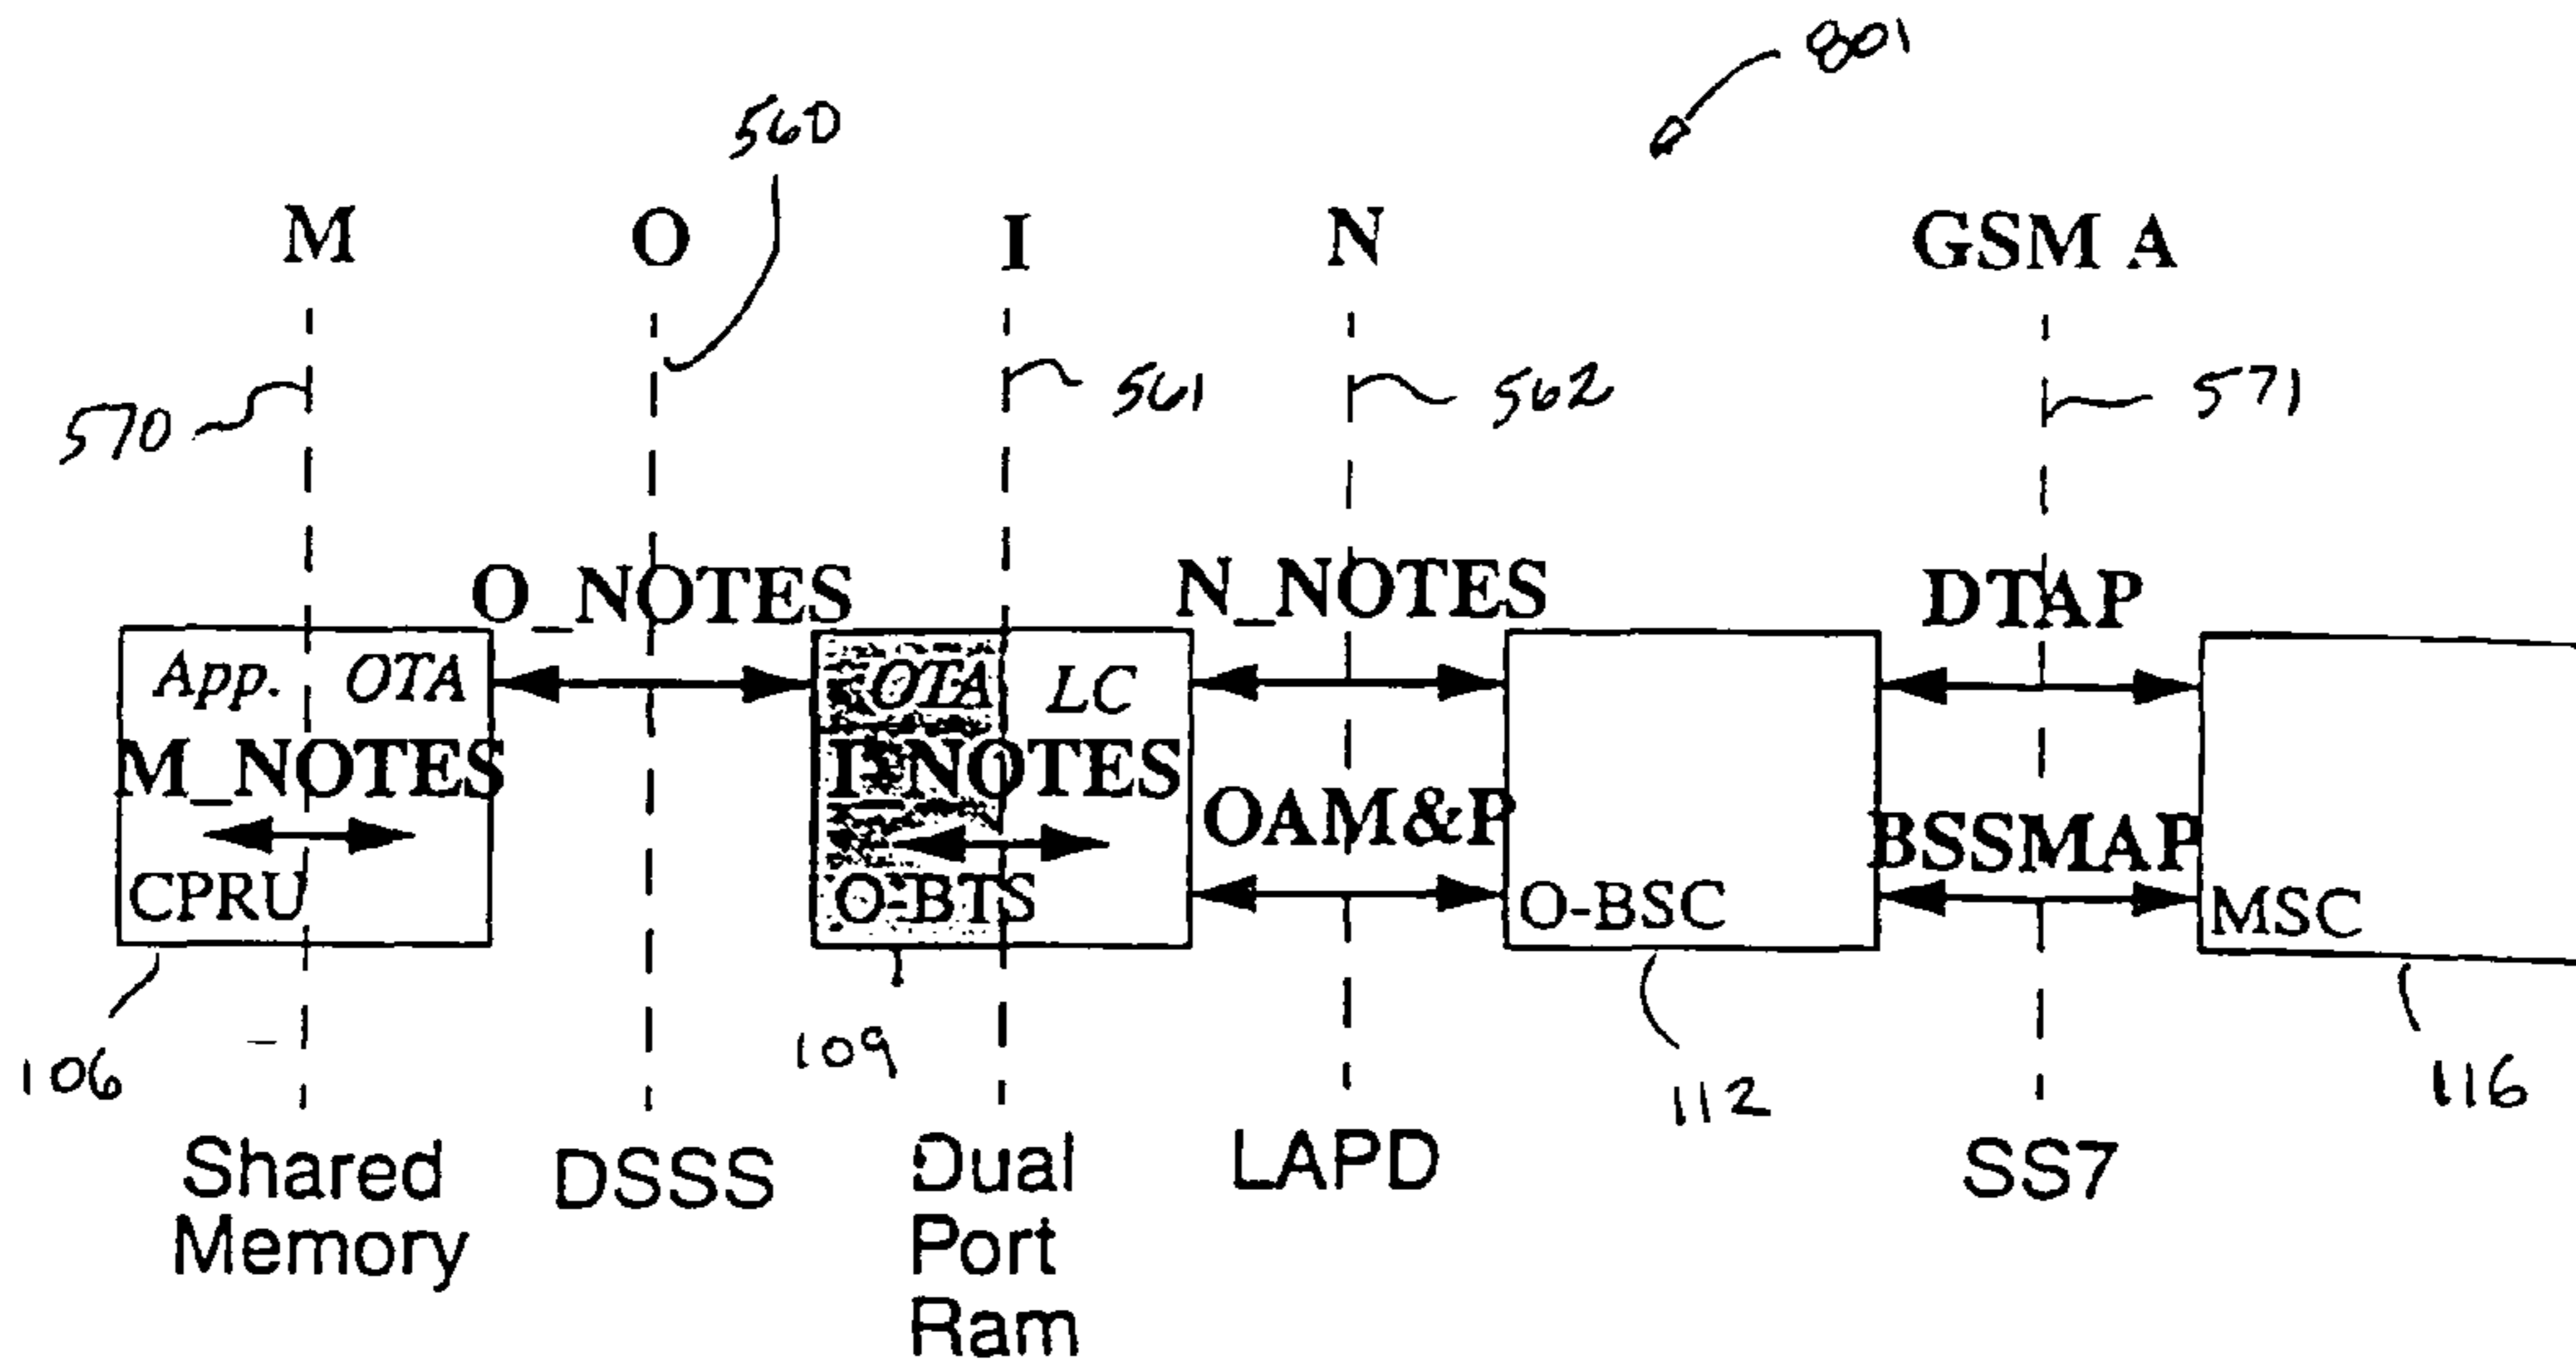 801
560
M O I N GSM A
570 561 562 571
O_NOTES N_NOTES DTAP
App. OTA OTA LC
M_NOTES I_NOTES OAM&P BSSMAP
CPRU O-BTS O-BSC MSC
106 109 112 116
Shared DSSS Dual LAPD SS7
Memory Port
Ram